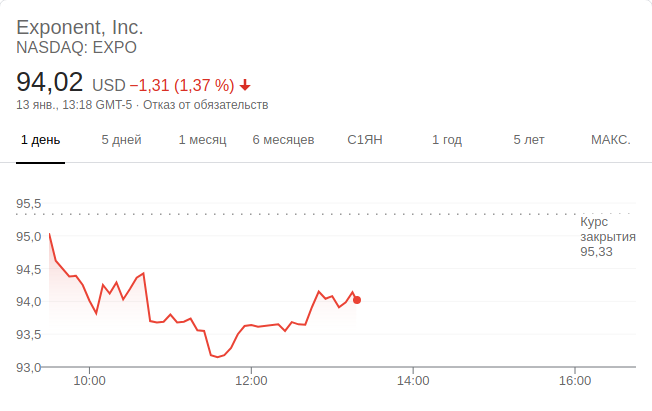 Exponent, Inc.
NASDAQ: EXPO
94,02 USD −1,31 (1,37 %)
13 янв., 13:18 GMT-5 · Отказ от обязательств
1 день 5 дней 1 месяц 6 месяцев С1ЯН 1 год 5 лет МАКС.
95,5
Курс
закрытия
95,33
95,0
94,5
94,0
93,5
93,0
10:00 12:00 14:00 16:00